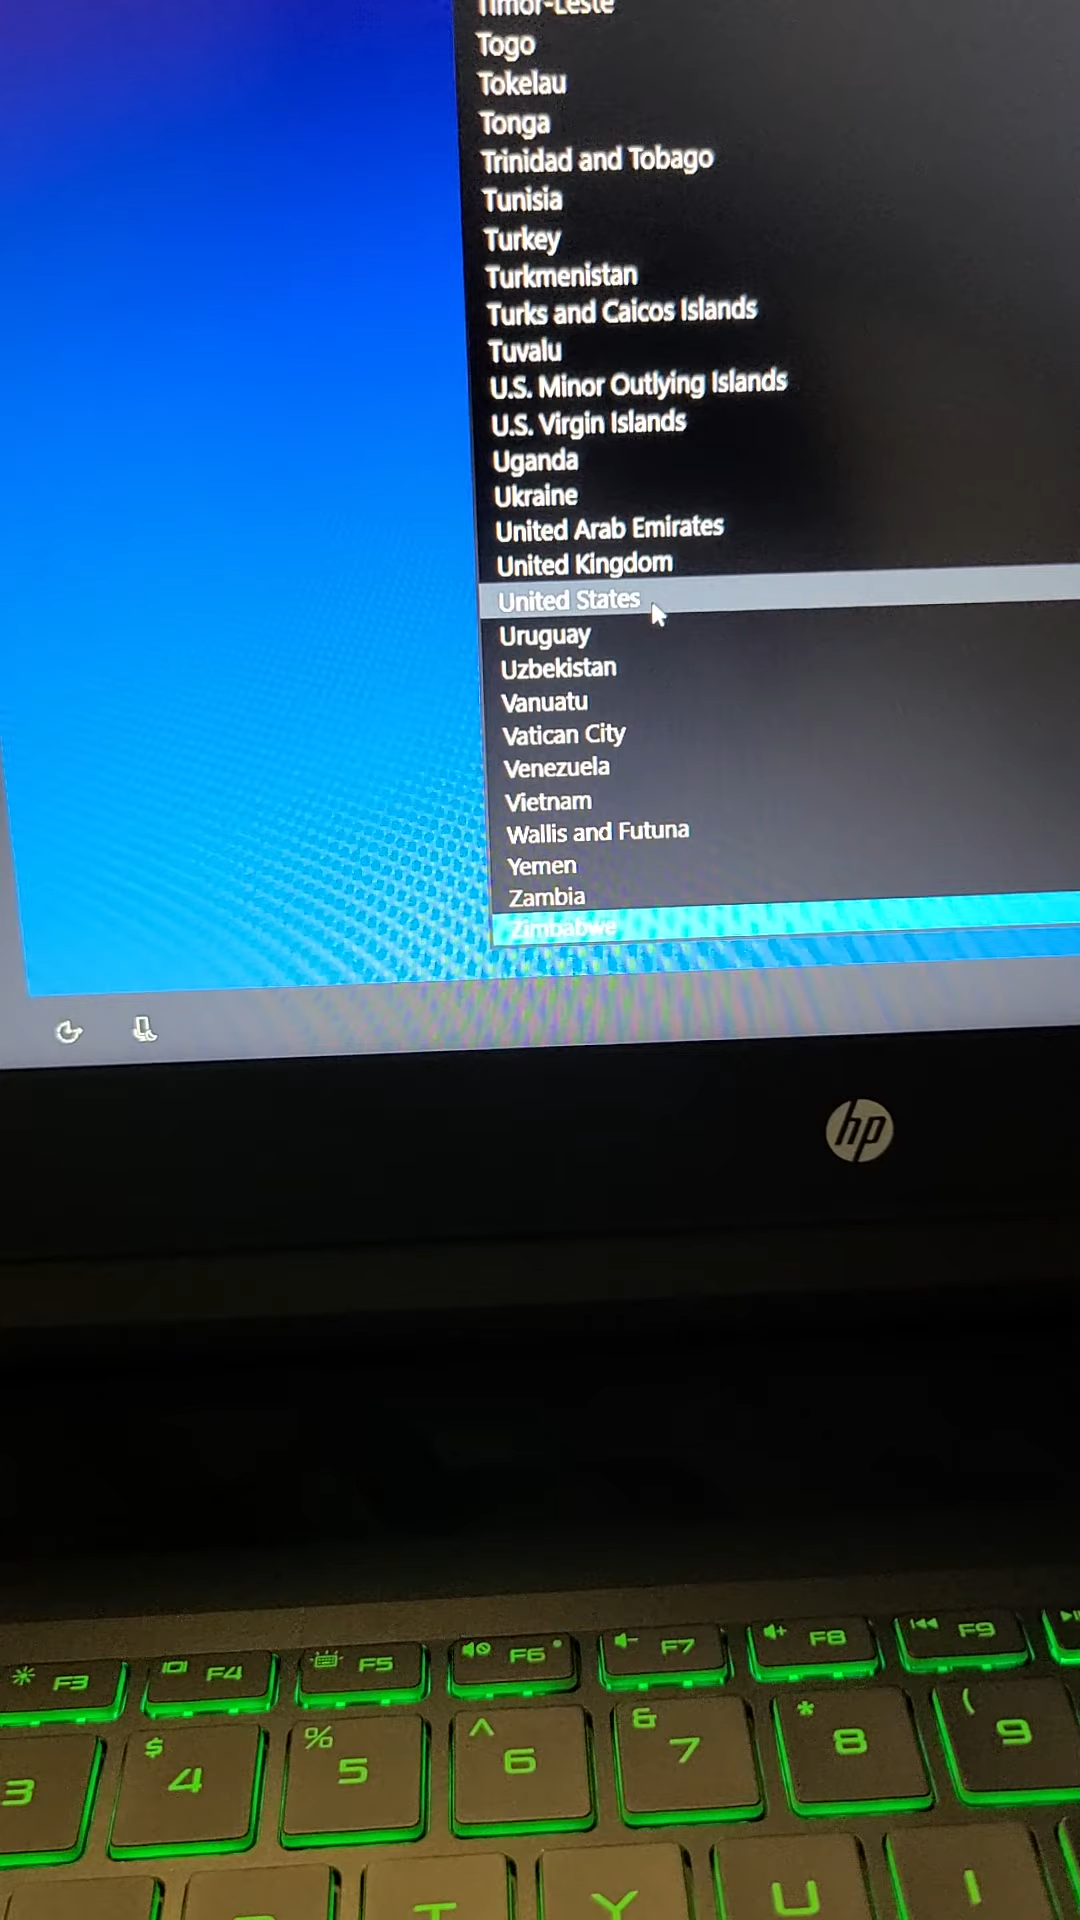 Timor-Leste
Togo
Tokelau
Tonga
Trinidad and Tobago
Tunisia
Turkey
Turkmenistan
Turks and Caicos Islands
Tuvalu
U.S. Minor Outlying Islands
U.S. Virgin Islands
Uganda
Ukraine
United Arab Emirates
United Kingdom
United States
Uruguay
Uzbekistan
Vanuatu
Vatican City
Venezuela
Vietnam
Wallis and Futuna
Yemen
Zambia
Zimbabwe
hp
F3 F4 F5 F6 F7 F8 F9
3 $ 4 % 5 ^ 6 & 7 * 8 ( 9
T Y U I